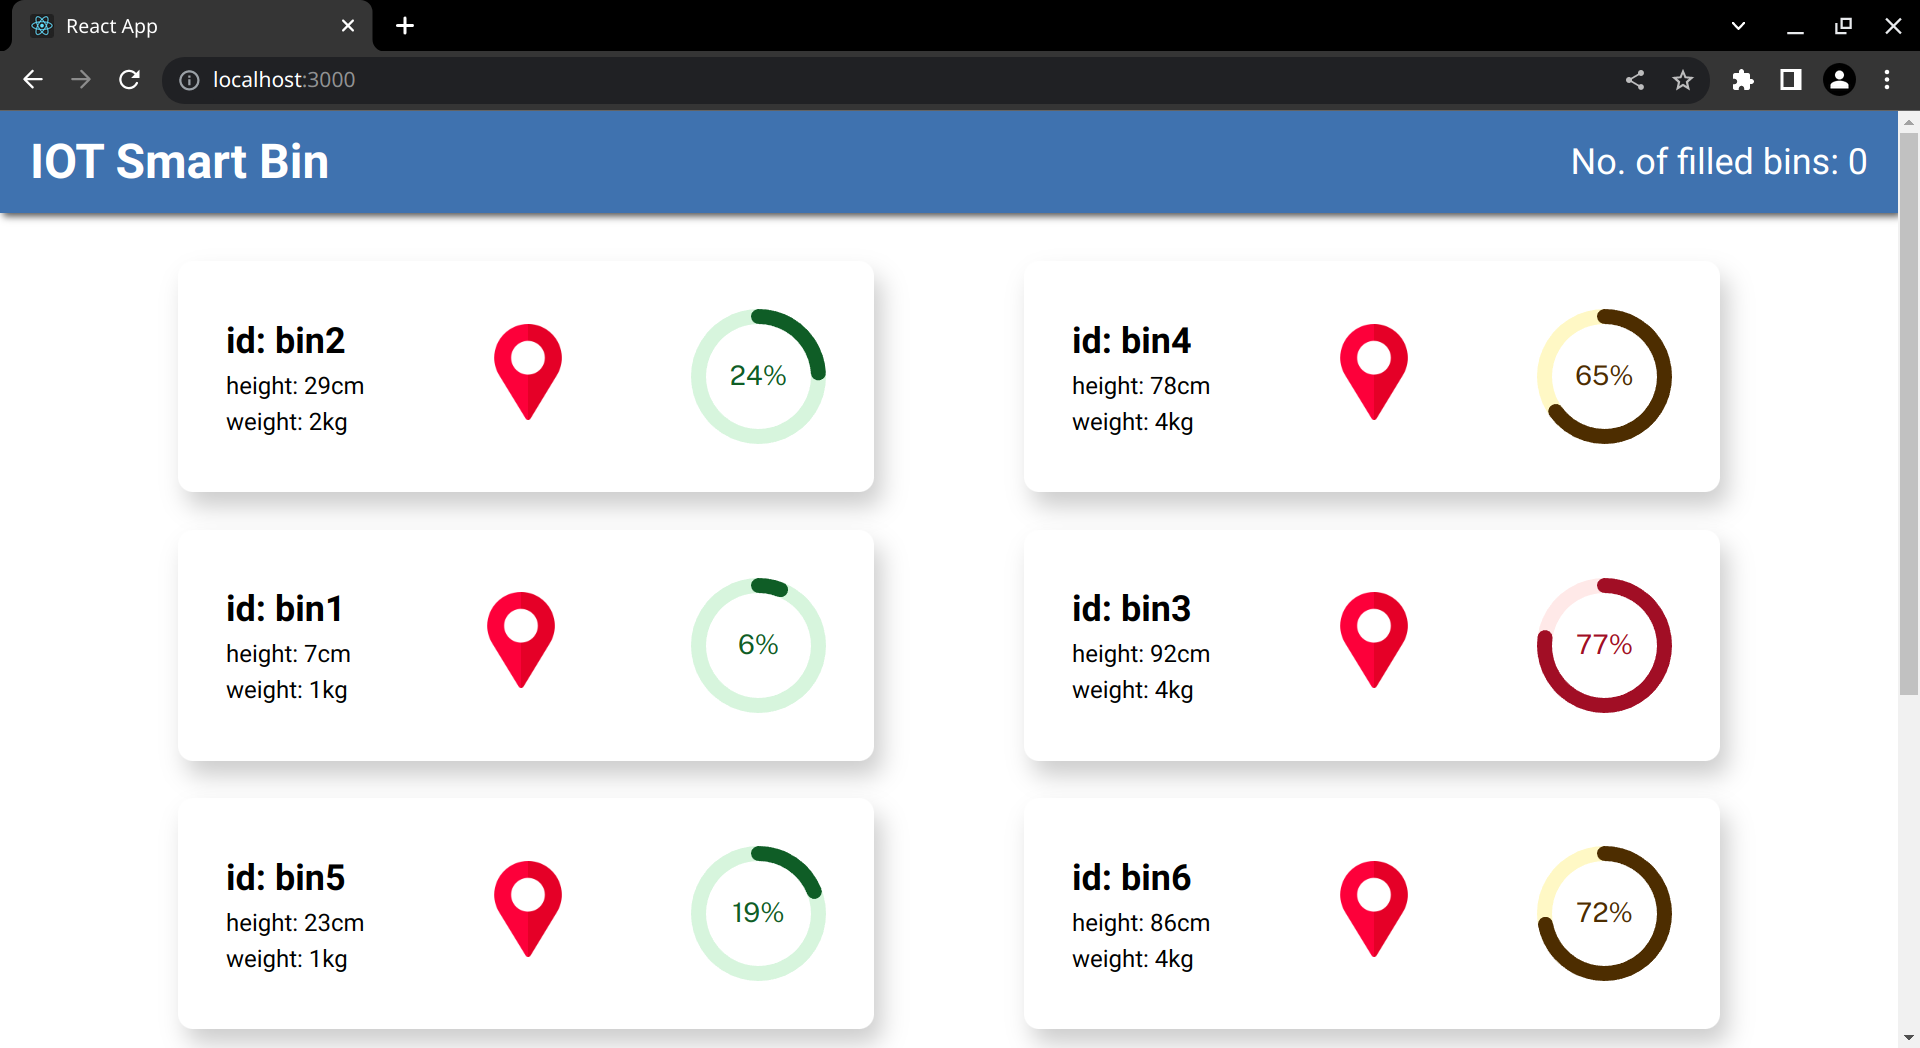 React App
localhost:3000
IOT Smart Bin
No. of filled bins: 0
id: bin2
height: 29cm
weight: 2kg
24%
id: bin4
height: 78cm
weight: 4kg
65%
id: bin1
height: 7cm
weight: 1kg
6%
id: bin3
height: 92cm
weight: 4kg
77%
id: bin5
height: 23cm
weight: 1kg
19%
id: bin6
height: 86cm
weight: 4kg
72%